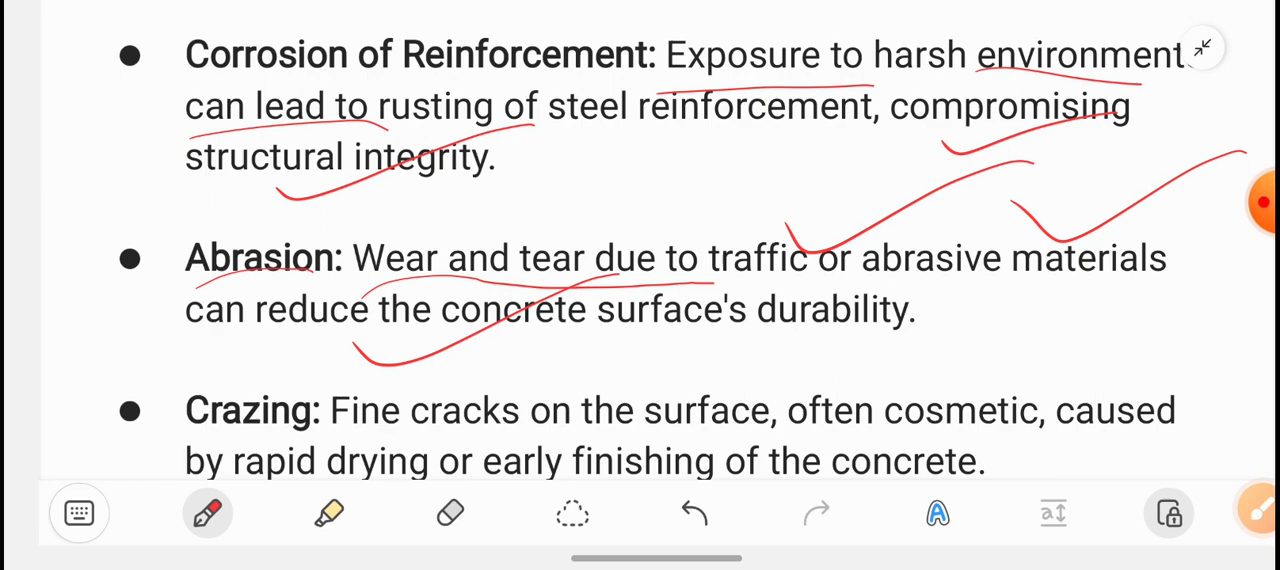 ● Corrosion of Reinforcement: Exposure to harsh environment
can lead to rusting of steel reinforcement, compromising
structural integrity.
● Abrasion: Wear and tear due to traffic or abrasive materials
can reduce the concrete surface's durability.
● Crazing: Fine cracks on the surface, often cosmetic, caused
by rapid drying or early finishing of the concrete.